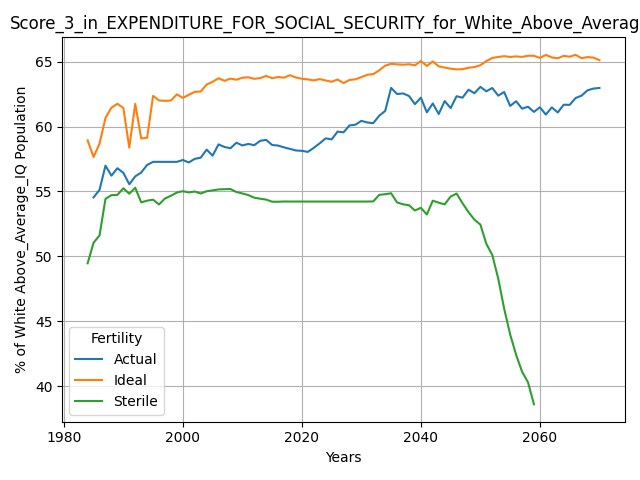 Score_3_in_EXPENDITURE_FOR_SOCIAL_SECURITY_for_White_Above_Averag
% of White Above_Average_IQ Population
65
60
55
50
45
40
Fertility
Actual
Ideal
Sterile
1980 2000 2020 2040 2060
Years